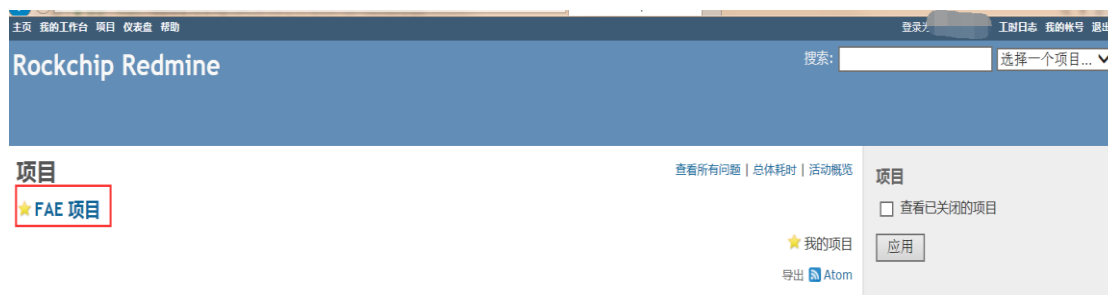 主页 我的工作台 项目 仪表盘 帮助 登录为 工时日志 我的帐号 退出
Rockchip Redmine 搜索: 选择一个项目...
项目 查看所有问题 | 总体耗时 | 活动概览
FAE 项目
我的项目
导出 Atom
项目
查看已关闭的项目
应用